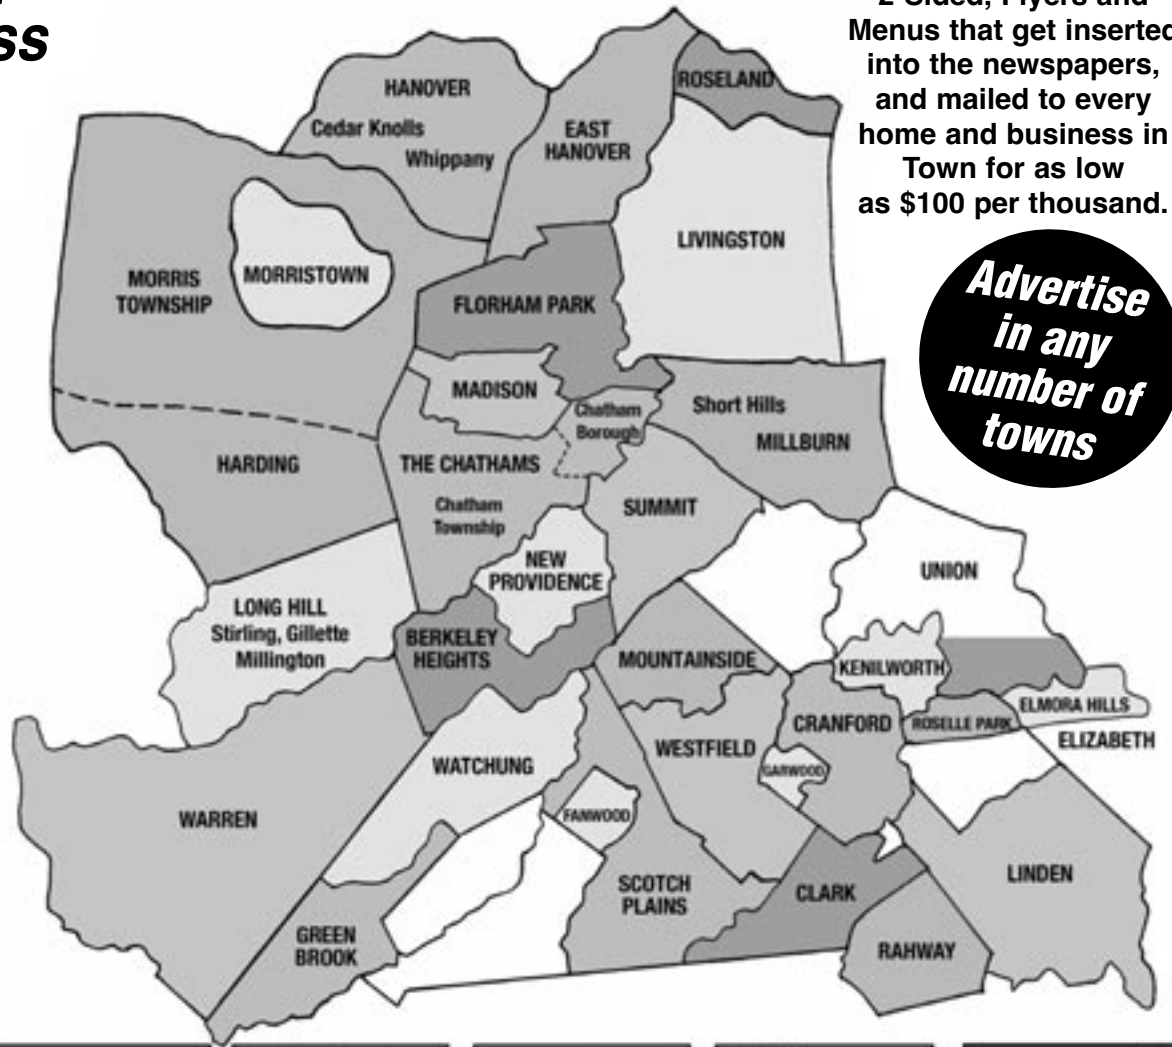 ss
2-Sided, Flyers and
Menus that get inserted
into the newspapers,
and mailed to every
home and business in
Town for as low
as $100 per thousand.
Advertise
in any
number of
towns
HANOVER
Cedar Knolls
Whippany
EAST
HANOVER
ROSELAND
LIVINGSTON
MORRIS
TOWNSHIP
MORRISTOWN
FLORHAM PARK
MADISON
Chatham
Borough
Short Hills
MILLBURN
HARDING
THE CHATHAMS
Chatham
Township
SUMMIT
NEW
PROVIDENCE
UNION
LONG HILL
Stirling, Gillette
Millington
BERKELEY
HEIGHTS
MOUNTAINSIDE
KENILWORTH
ELMORA HILLS
ROSELLE PARK
ELIZABETH
CRANFORD
WESTFIELD
GARWOOD
WATCHUNG
WARREN
FANWOOD
SCOTCH
PLAINS
CLARK
LINDEN
GREEN
BROOK
RAHWAY